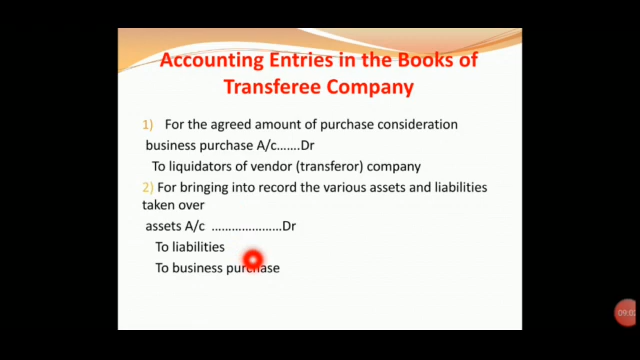 Accounting Entries in the Books of
Transferee Company
1) For the agreed amount of purchase consideration
business purchase A/c…….Dr
To liquidators of vendor (transferor) company
2) For bringing into record the various assets and liabilities
taken over
assets A/c …………………Dr
To liabilities
To business purchase
09:02